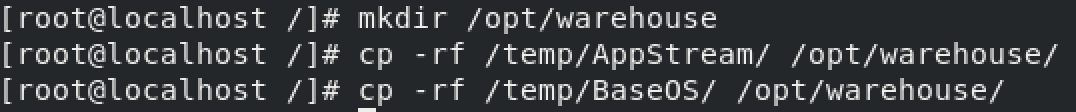 [root@localhost /]# mkdir /opt/warehouse
[root@localhost /]# cp -rf /temp/AppStream/ /opt/warehouse/
[root@localhost /]# cp -rf /temp/BaseOS/ /opt/warehouse/